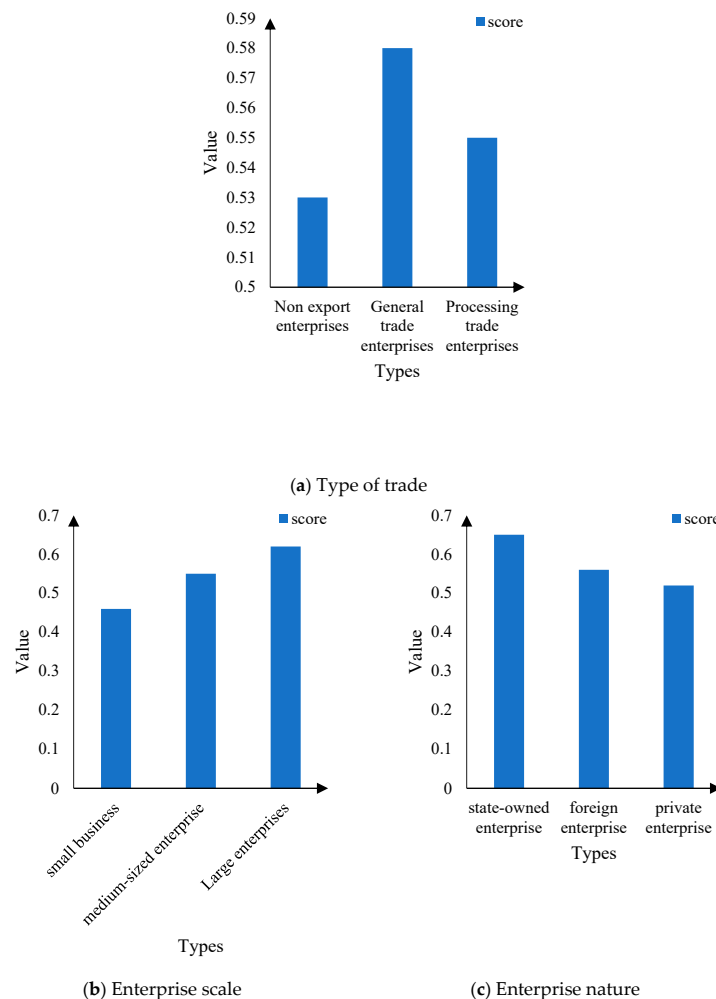 score
0.59
0.58
0.57
0.56
0.55
0.54
0.53
0.52
0.51
0.5
Value
Non export enterprises
General trade enterprises
Processing trade enterprises
Types
(a) Type of trade
score
0.7
0.6
0.5
0.4
0.3
0.2
0.1
0
Value
small business
medium-sized enterprise
Large enterprises
Types
(b) Enterprise scale
score
0.7
0.6
0.5
0.4
0.3
0.2
0.1
0
Value
state-owned enterprise
foreign enterprise
private enterprise
Types
(c) Enterprise nature